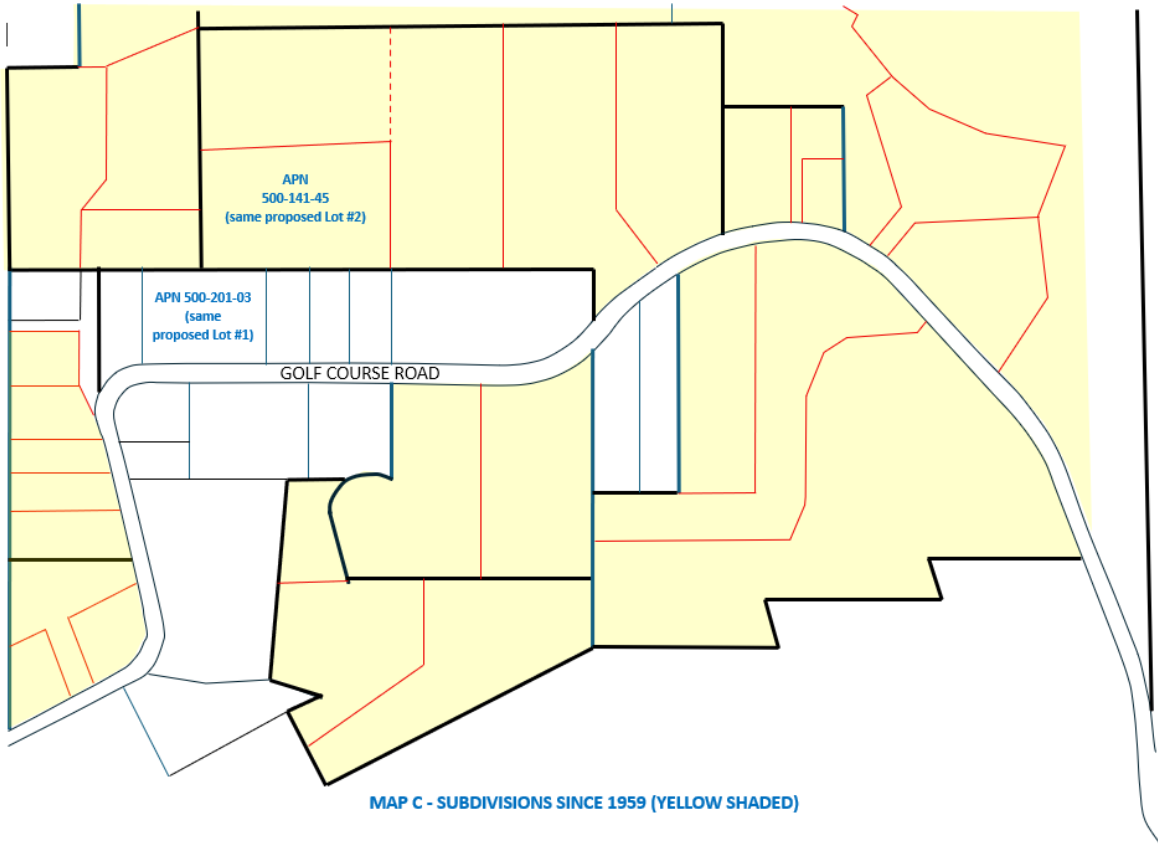 APN
500-141-45
(same proposed Lot #2)
APN 500-201-03
(same
proposed Lot #1)
GOLF COURSE ROAD
MAP C - SUBDIVISIONS SINCE 1959 (YELLOW SHADED)